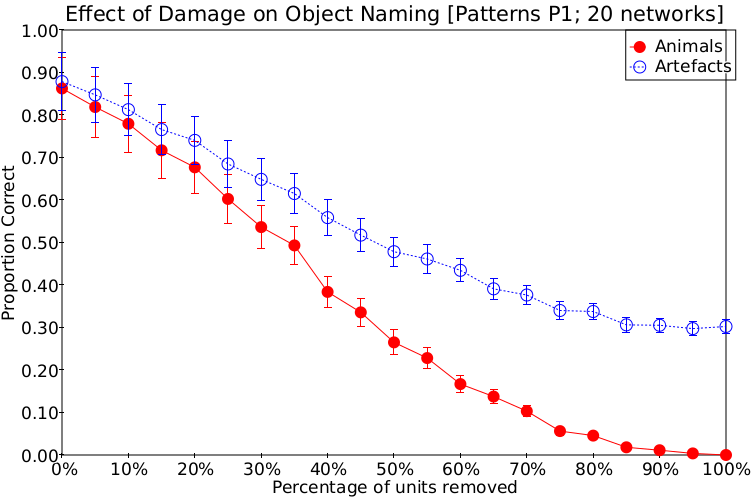 Effect of Damage on Object Naming [Patterns P1; 20 networks]
1.00
Animals
Artefacts
0.90
0.80
0.70
0.60
0.50
0.40
0.30
0.20
0.10
0.00
Proportion Correct
0% 10% 20% 30% 40% 50% 60% 70% 80% 90% 100%
Percentage of units removed